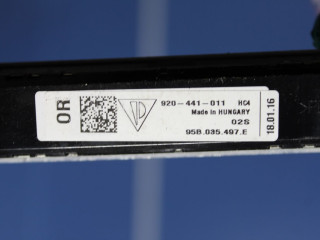 OR
920-441-011 HC4
Made in HUNGARY
02S
95B.035.497.E
18.01.16